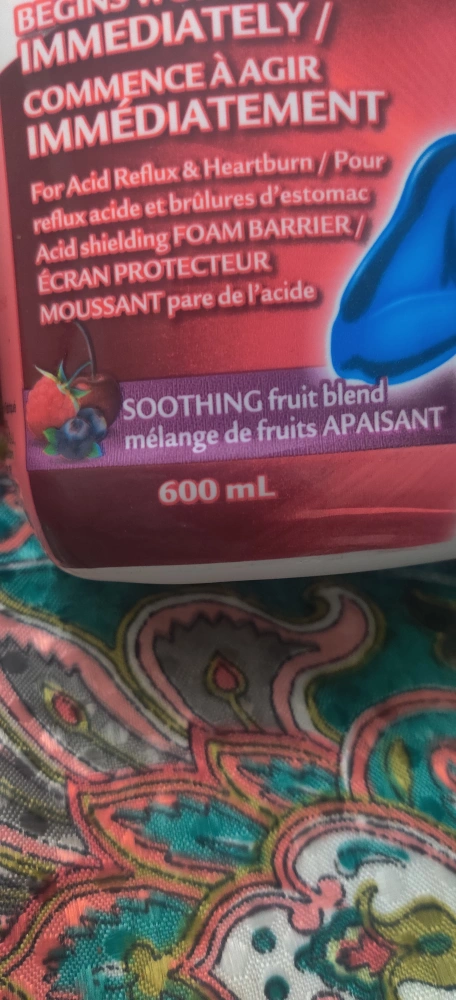 BEGINS
IMMEDIATELY /
COMMENCE À AGIR
IMMÉDIATEMENT
For Acid Reflux & Heartburn / Pour
reflux acide et brûlures d'estomac
Acid shielding FOAM BARRIER /
ÉCRAN PROTECTEUR
MOUSSANT pare de l'acide
SOOTHING fruit blend
mélange de fruits APAISANT
600 mL